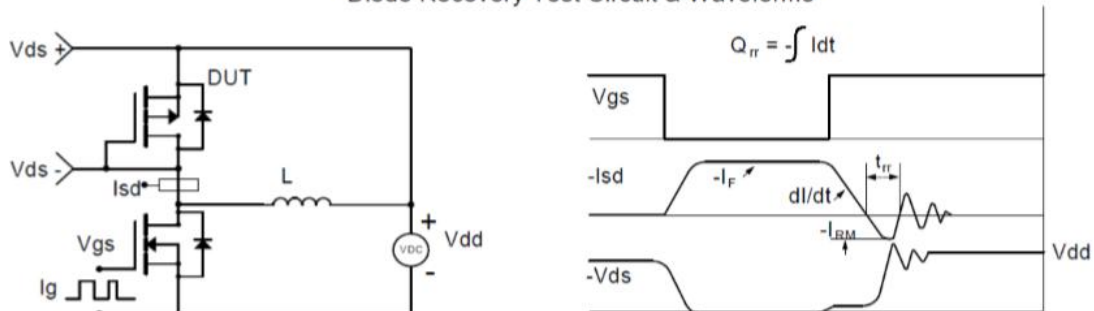 Diode Recovery Test Circuit & Waveforms
Vds +
DUT
Vds -
Isd
L
Vgs
Ig
+
VDC
-
Vdd
Qrr = -∫ Idt
Vgs
-Isd
-IF
dI/dt
trr
-IRM
Vdd
-Vds